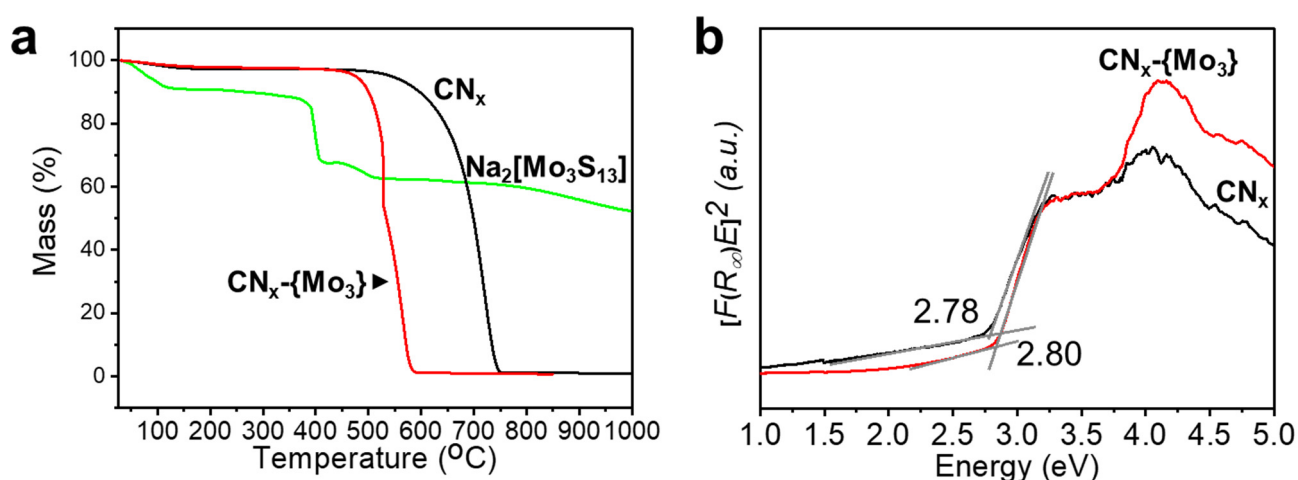 a
100
80
60
40
20
0
Mass (%)
CNₓ
Na₂[Mo₃S₁₃]
CNₓ-{Mo₃}
100 200 300 400 500 600 700 800 900 1000
Temperature (ºC)
b
[F(R∞)E]² (a.u.)
CNₓ-{Mo₃}
CNₓ
2.78
2.80
1.0 1.5 2.0 2.5 3.0 3.5 4.0 4.5 5.0
Energy (eV)